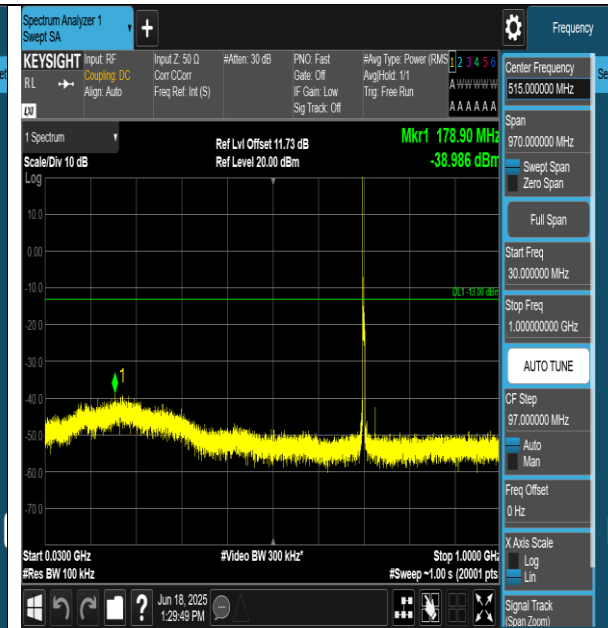 Spectrum Analyzer 1
Swept SA
+
Frequency
KEYSIGHT
RL
LXI
Input: RF
Coupling: DC
Align: Auto
Input Z: 50 Ω
Corr CCorr
Freq Ref: Int (S)
#Atten: 30 dB
PNO: Fast
Gate: Off
IF Gain: Low
Sig Track: Off
#Avg Type: Power (RMS
Avg|Hold: 1/1
Trig: Free Run
1 2 3 4 5 6
A W W W W W
A A A A A A
1 Spectrum
Scale/Div 10 dB
Log
Ref Lvl Offset 11.73 dB
Ref Level 20.00 dBm
Mkr1 178.90 MHz
-38.986 dBm
10.0
0.00
-10.0
-20.0
-30.0
-40.0
-50.0
-60.0
-70.0
DL1 -13.00 dBm
1
Start 0.0300 GHz
#Res BW 100 kHz
#Video BW 300 kHz*
Stop 1.0000 GHz
#Sweep ~1.00 s (20001 pts
Center Frequency
515.000000 MHz
Span
970.000000 MHz
Swept Span
Zero Span
Full Span
Start Freq
30.000000 MHz
Stop Freq
1.000000000 GHz
AUTO TUNE
CF Step
97.000000 MHz
Auto
Man
Freq Offset
0 Hz
X Axis Scale
Log
Lin
Signal Track
(Span Zoom)
?
Jun 18, 2025
1:29:49 PM